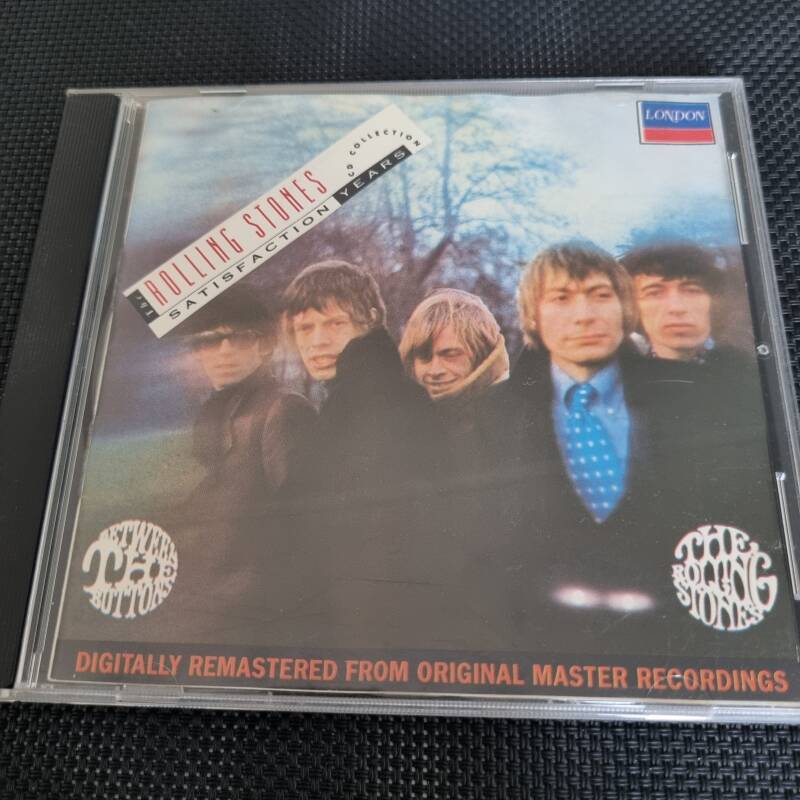 LONDON
The ROLLING STONES
CD COLLECTION
SATISFACTION YEARS
BETWEEN
THE
BUTTONS
THE
ROLLING
STONES
DIGITALLY REMASTERED FROM ORIGINAL MASTER RECORDINGS